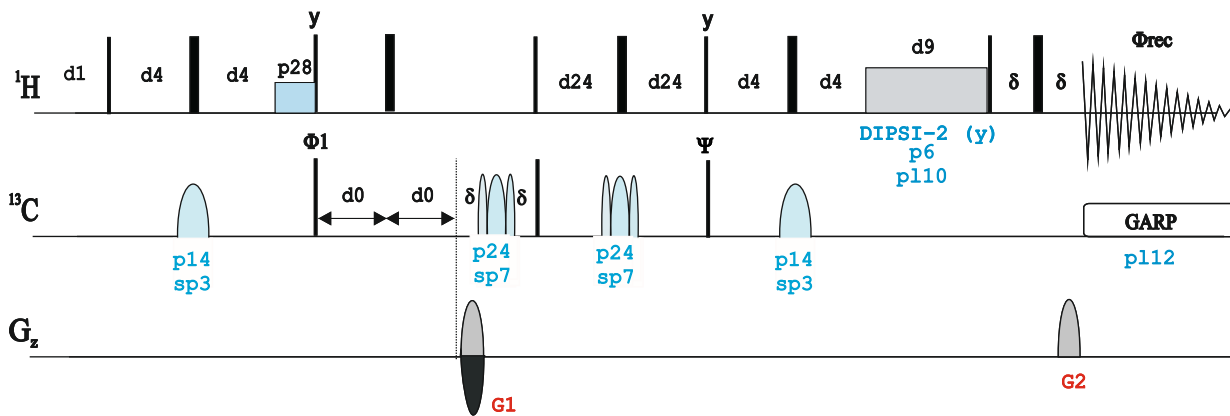 y
y
d9
Φrec
¹H
d1
d4
d4
p28
d24
d24
d4
d4
δ
δ
DIPSI-2 (y)
p6
pl10
Φ1
Ψ
¹³C
d0
d0
δ
δ
GARP
p14
sp3
p24
sp7
p24
sp7
p14
sp3
pl12
G_z
G1
G2